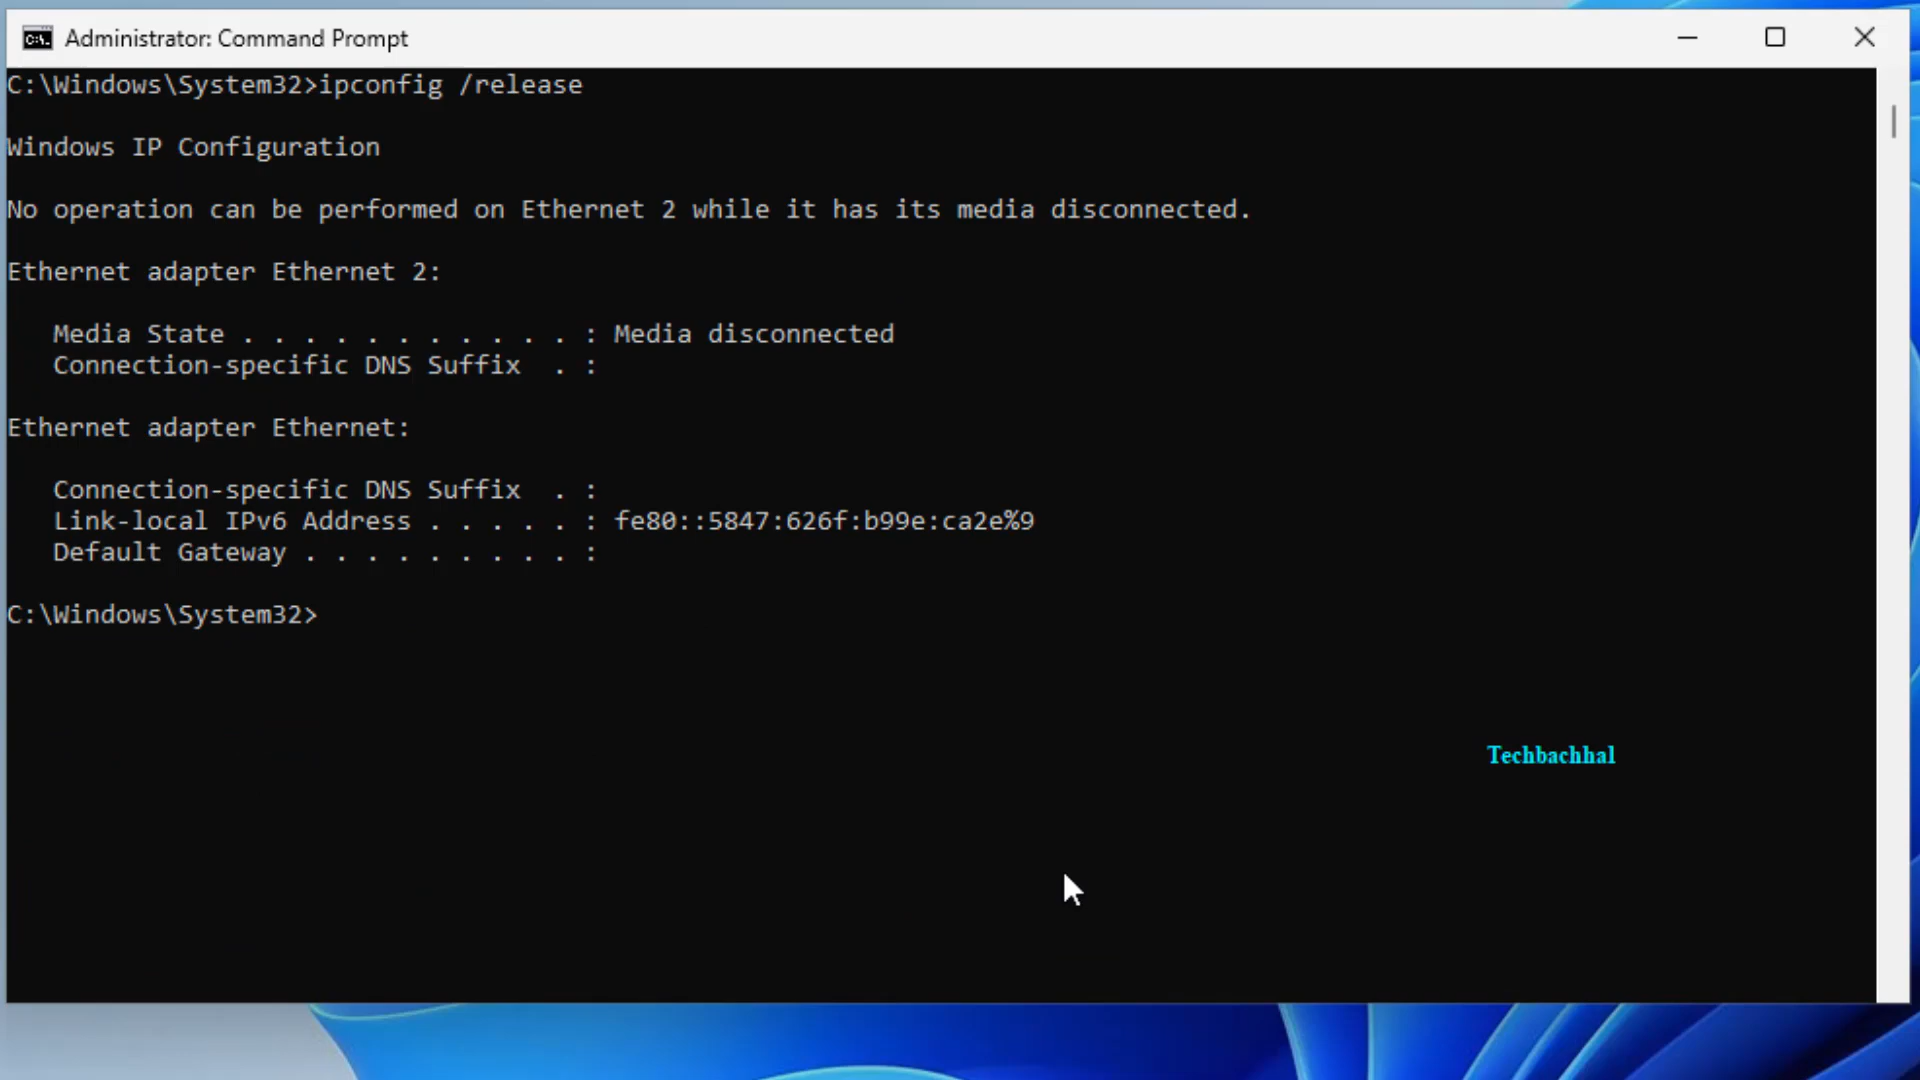 Administrator: Command Prompt
C:\Windows\System32>ipconfig /release
Windows IP Configuration
No operation can be performed on Ethernet 2 while it has its media disconnected.
Ethernet adapter Ethernet 2:
   Media State . . . . . . . . . . . : Media disconnected
   Connection-specific DNS Suffix  . :
Ethernet adapter Ethernet:
   Connection-specific DNS Suffix  . :
   Link-local IPv6 Address . . . . . : fe80::5847:626f:b99e:ca2e%9
   Default Gateway . . . . . . . . . :
C:\Windows\System32>
Techbachhal